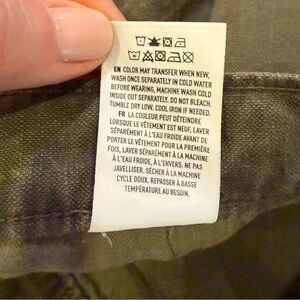 EN COLOR MAY TRANSFER WHEN NEW,
WASH ONCE SEPARATELY IN COLD WATER
BEFORE WEARING, MACHINE WASH COLD
INSIDE OUT SEPARATELY. DO NOT BLEACH.
TUMBLE DRY LOW. COOL IRON IF NEEDED.
FR LA COULEUR PEUT DÉTEINDRE
LORSQUE LE VÊTEMENT EST NEUF, LAVER
SÉPARÉMENT À L'EAU FROIDE AVANT DE
PORTER LE VÊTEMENT POUR LA PREMIÈRE
FOIS, LAVER SÉPARÉMENT À LA MACHINE
À L'EAU FROIDE, À L'ENVERS. NE PAS
JAVELLISER, SÉCHER À LA MACHINE
CYCLE DOUX. REPASSER À BASSE
TEMPÉRATURE AU BESOIN.